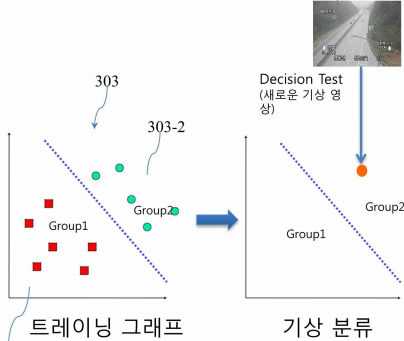 Decision Test
(새로운 기상 영
상)
303
303-2
Group1
Group2
Group1
Group2
트레이닝 그래프
기상 분류